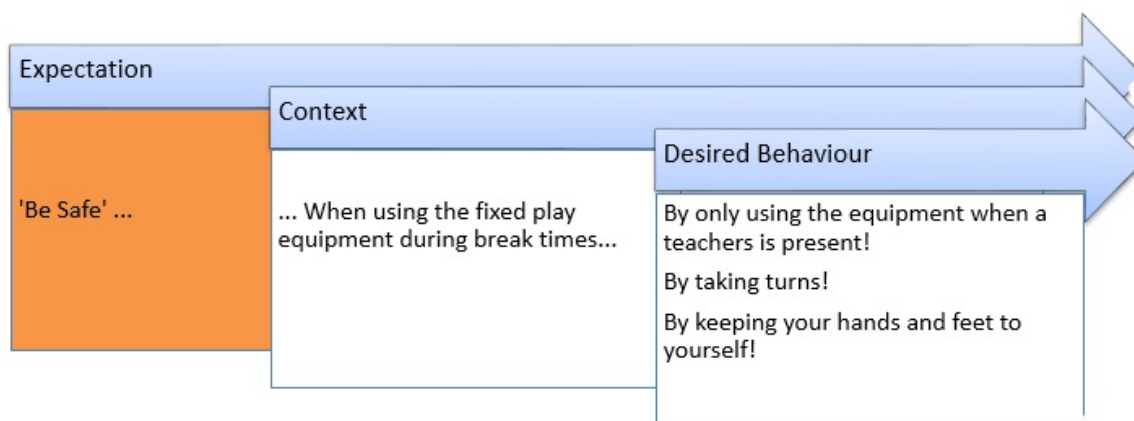 Expectation
Context
Desired Behaviour
'Be Safe' ...
... When using the fixed play
equipment during break times...
By only using the equipment when a
teachers is present!
By taking turns!
By keeping your hands and feet to
yourself!